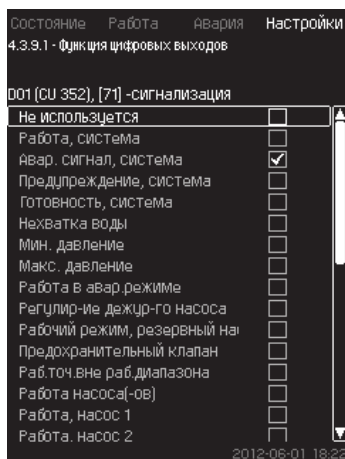 Состояние Работа Авария Настройки
4.3.9.1 - Функция цифровых выходов
DO1 (CU 352), [71] -сигнализация
Не используется
Работа, система
Авар. сигнал, система
Предупреждение, система
Готовность, система
Нехватка воды
Мин. давление
Макс. давление
Работа в авар.режиме
Регулир-ие дежур-го насоса
Рабочий режим, резервный на
Предохранительный клапан
Раб.точ.вне раб.диапазона
Работа насоса(-ов)
Работа, насос 1
Работа. насос 2
2012-06-01 18:22